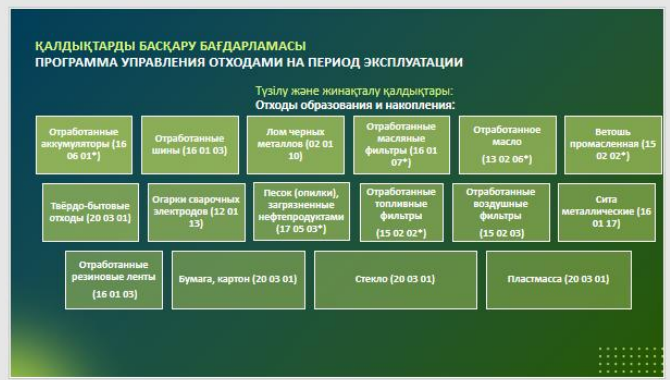 ҚАЛДЫҚТАРДЫ БАСҚАРУ БАҒДАРЛАМАСЫ
ПРОГРАММА УПРАВЛЕНИЯ ОТХОДАМИ НА ПЕРИОД ЭКСПЛУАТАЦИИ
Түзілу және жинақталу қалдықтары:
Отходы образования и накопления:
Отработанные
аккумуляторы (16
06 01*)
Отработанные
шины (16 01 03)
Лом черных
металлов (02 01
10)
Отработанные
масляные
фильтры (16 01
07*)
Отработанное
масло
(13 02 06*)
Ветошь
промасленная (15
02 02*)
Твёрдо-бытовые
отходы (20 03 01)
Огарки сварочных
электродов (12 01
13)
Песок (опилки),
загрязненные
нефтепродуктами
(17 05 03*)
Отработанные
топливные
фильтры
(15 02 02*)
Отработанные
воздушные
фильтры
(15 02 03)
Сита
металлические (16
01 17)
Отработанные
резиновые ленты
(16 01 03)
Бумага, картон (20 03 01)
Стекло (20 03 01)
Пластмасса (20 03 01)